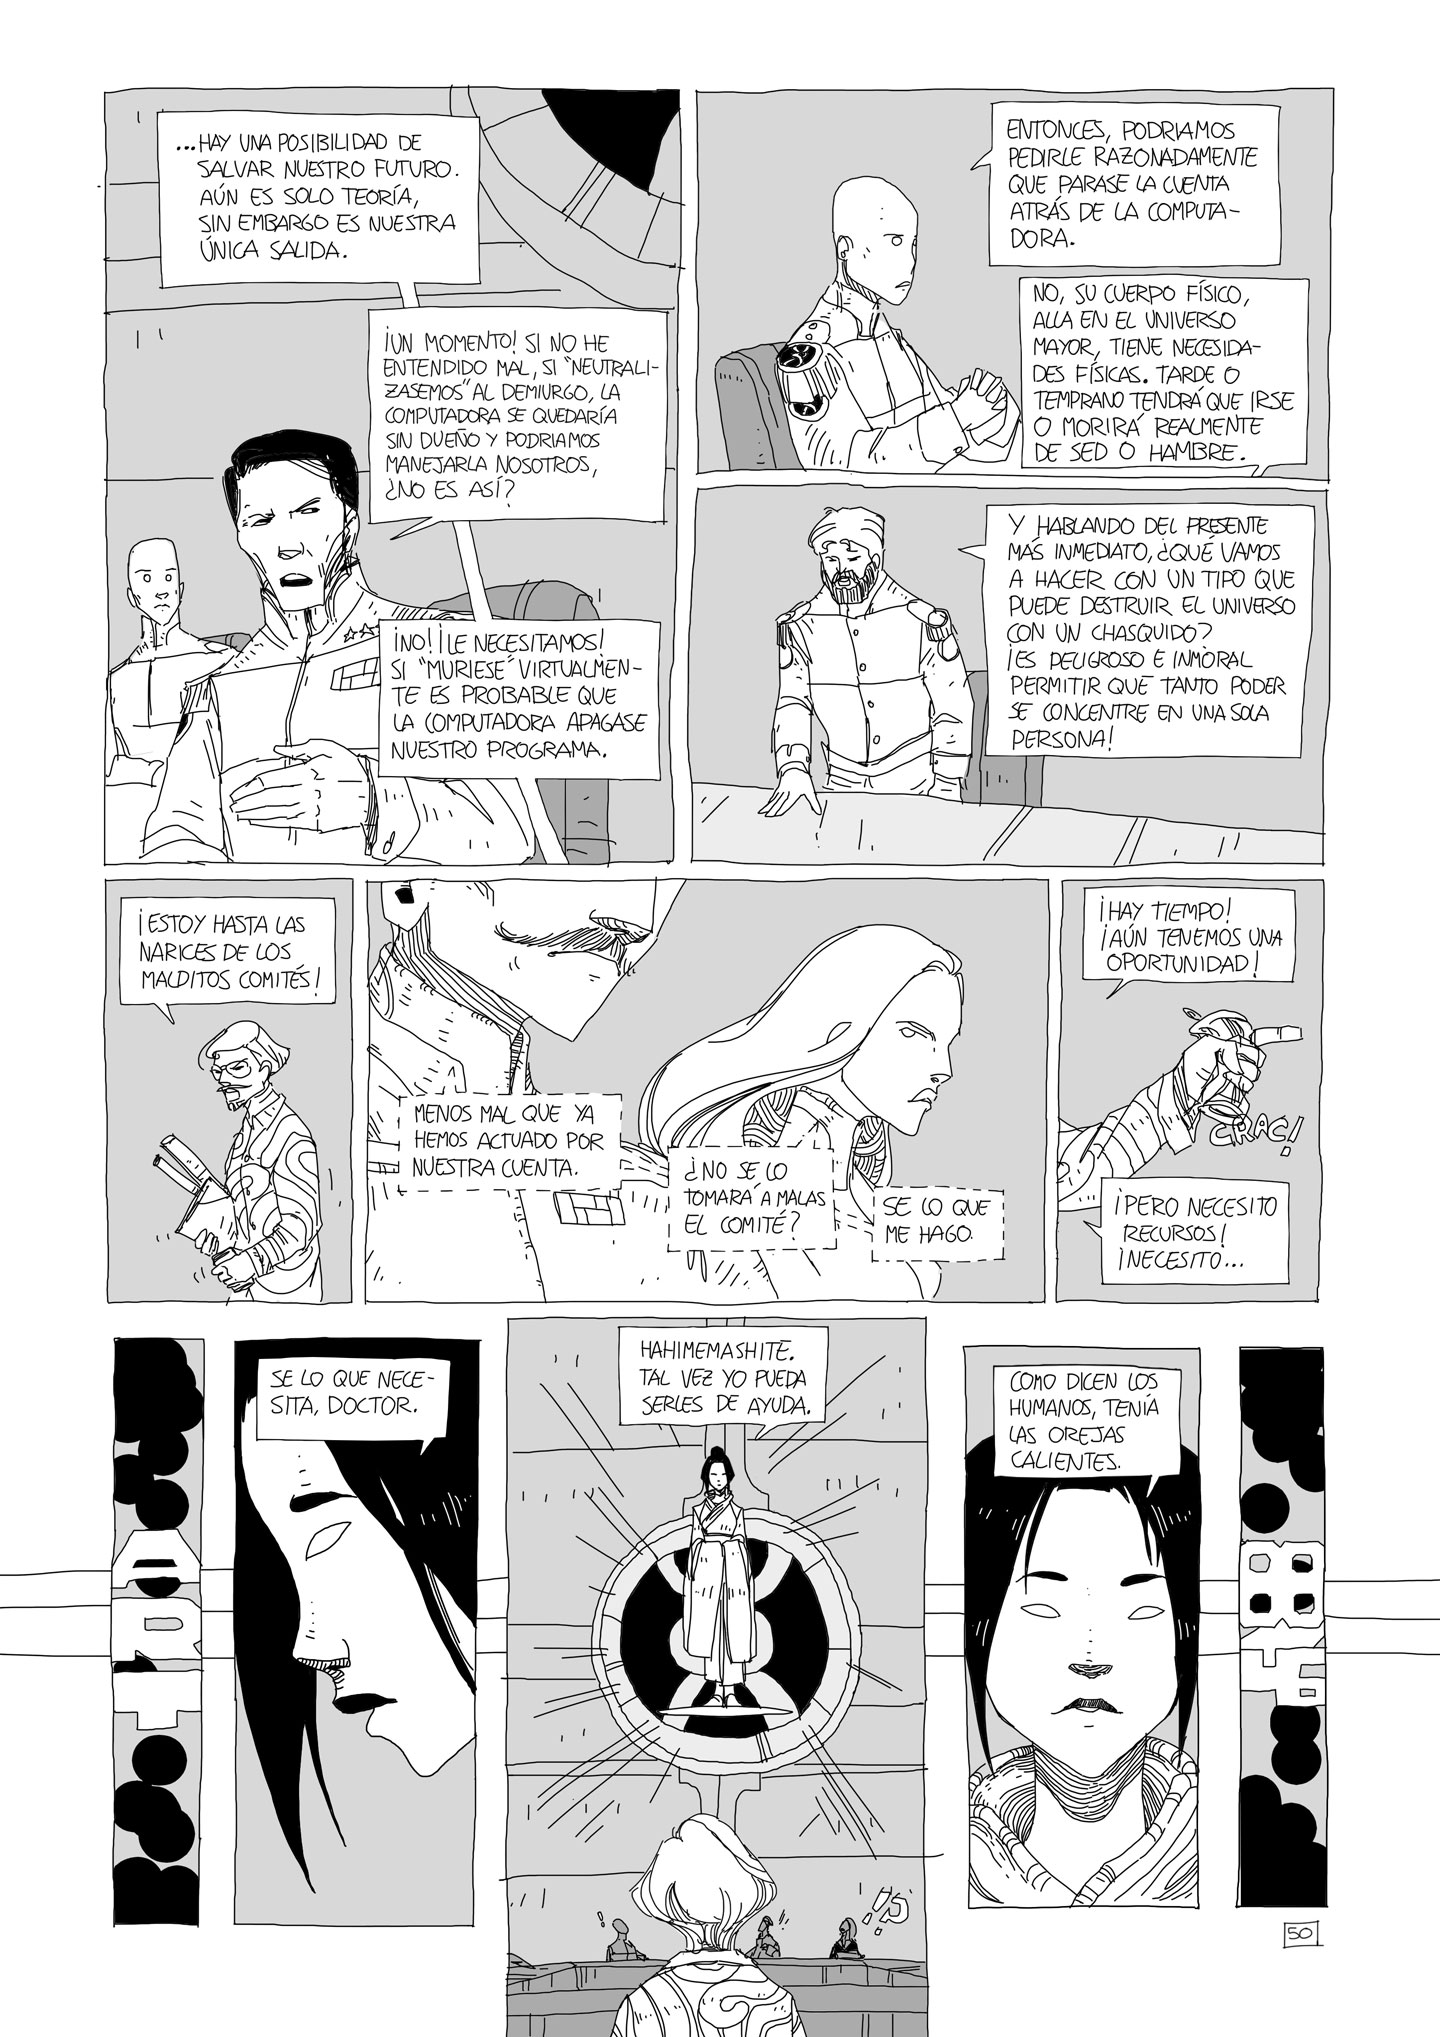 ...HAY UNA POSIBILIDAD DE
SALVAR NUESTRO FUTURO.
AÚN ES SOLO TEORÍA,
SIN EMBARGO ES NUESTRA
ÚNICA SALIDA.
¡UN MOMENTO! SI NO HE
ENTENDIDO MAL, SI "NEUTRALI-
ZASEMOS" AL DEMIURGO, LA
COMPUTADORA SE QUEDARÍA
SIN DUEÑO Y PODRIAMOS
MANEJARLA NOSOTROS,
¿NO ES ASÍ?
¡NO! ¡LE NECESITAMOS!
SI "MURIESE" VIRTUALMEN-
TE ES PROBABLE QUE
LA COMPUTADORA APAGASE
NUESTRO PROGRAMA.
ENTONCES, PODRIAMOS
PEDIRLE RAZONADAMENTE
QUE PARASE LA CUENTA
ATRÁS DE LA COMPUTA-
DORA.
NO, SU CUERPO FÍSICO,
ALLA EN EL UNIVERSO
MAYOR, TIENE NECESIDA-
DES FÍSICAS. TARDE O
TEMPRANO TENDRÁ QUE IRSE
O MORIRÁ REALMENTE
DE SED O HAMBRE.
Y HABLANDO DEL PRESENTE
MÁS INMEDIATO, ¿QUÉ VAMOS
A HACER CON UN TIPO QUE
PUEDE DESTRUIR EL UNIVERSO
CON UN CHASQUIDO?
¡ES PELIGROSO E INMORAL
PERMITIR QUE TANTO PODER
SE CONCENTRE EN UNA SOLA
PERSONA!
¡ESTOY HASTA LAS
NARICES DE LOS
MALDITOS COMITÉS!
MENOS MAL QUE YA
HEMOS ACTUADO POR
NUESTRA CUENTA.
¿NO SE LO
TOMARÁ A MALAS
EL COMITÉ?
SE LO QUE
ME HAGO.
¡HAY TIEMPO!
¡AÚN TENEMOS UNA
OPORTUNIDAD!
CRAC!
¡PERO NECESITO
RECURSOS!
¡NECESITO...
SE LO QUE NECE-
SITA, DOCTOR.
HAHIMEMASHITÉ.
TAL VEZ YO PUEDA
SERLES DE AYUDA.
!
!!
!!?
COMO DICEN LOS
HUMANOS, TENÍA
LAS OREJAS
CALIENTES.
50